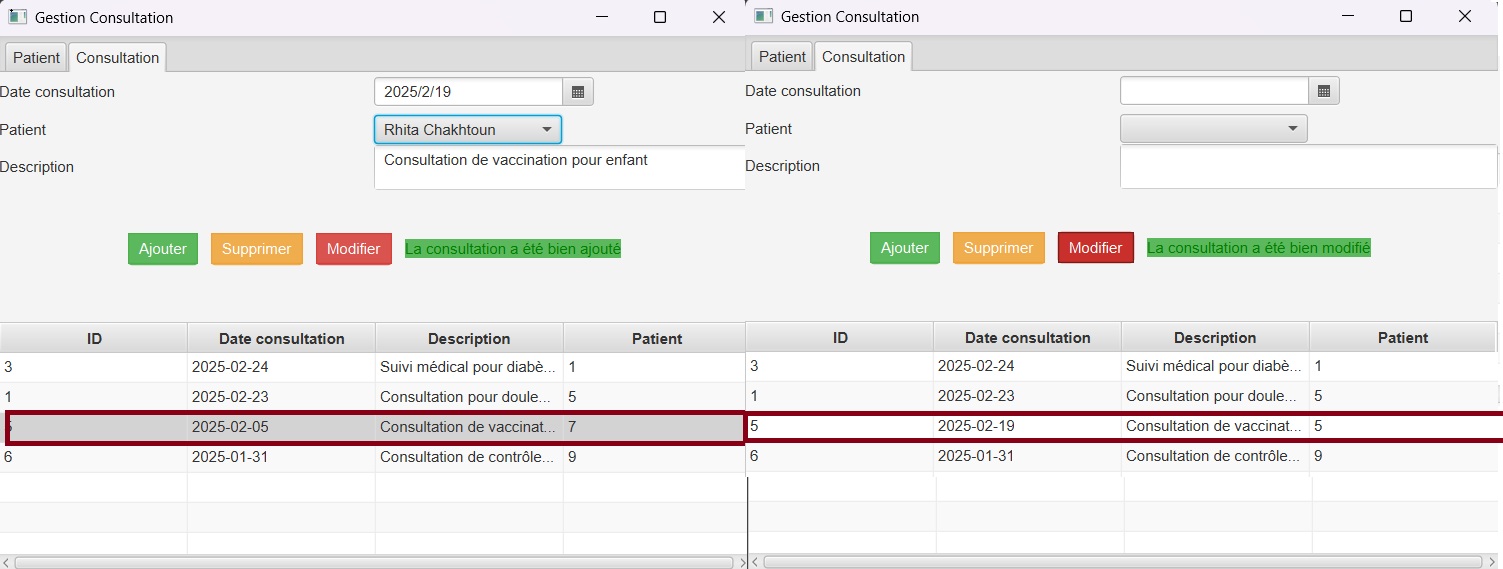 Gestion Consultation
Patient Consultation
Date consultation 2025/2/19
Patient Rhita Chakhtoun
Description Consultation de vaccination pour enfant
Ajouter Supprimer Modifier La consultation a été bien ajouté
ID Date consultation Description Patient
3 2025-02-24 Suivi médical pour diabè... 1
1 2025-02-23 Consultation pour doule... 5
2025-02-05 Consultation de vaccinat... 7
6 2025-01-31 Consultation de contrôle... 9
Gestion Consultation
Patient Consultation
Date consultation
Patient
Description
Ajouter Supprimer Modifier La consultation a été bien modifié
ID Date consultation Description Patient
3 2025-02-24 Suivi médical pour diabè... 1
1 2025-02-23 Consultation pour doule... 5
5 2025-02-19 Consultation de vaccinat... 5
6 2025-01-31 Consultation de contrôle... 9